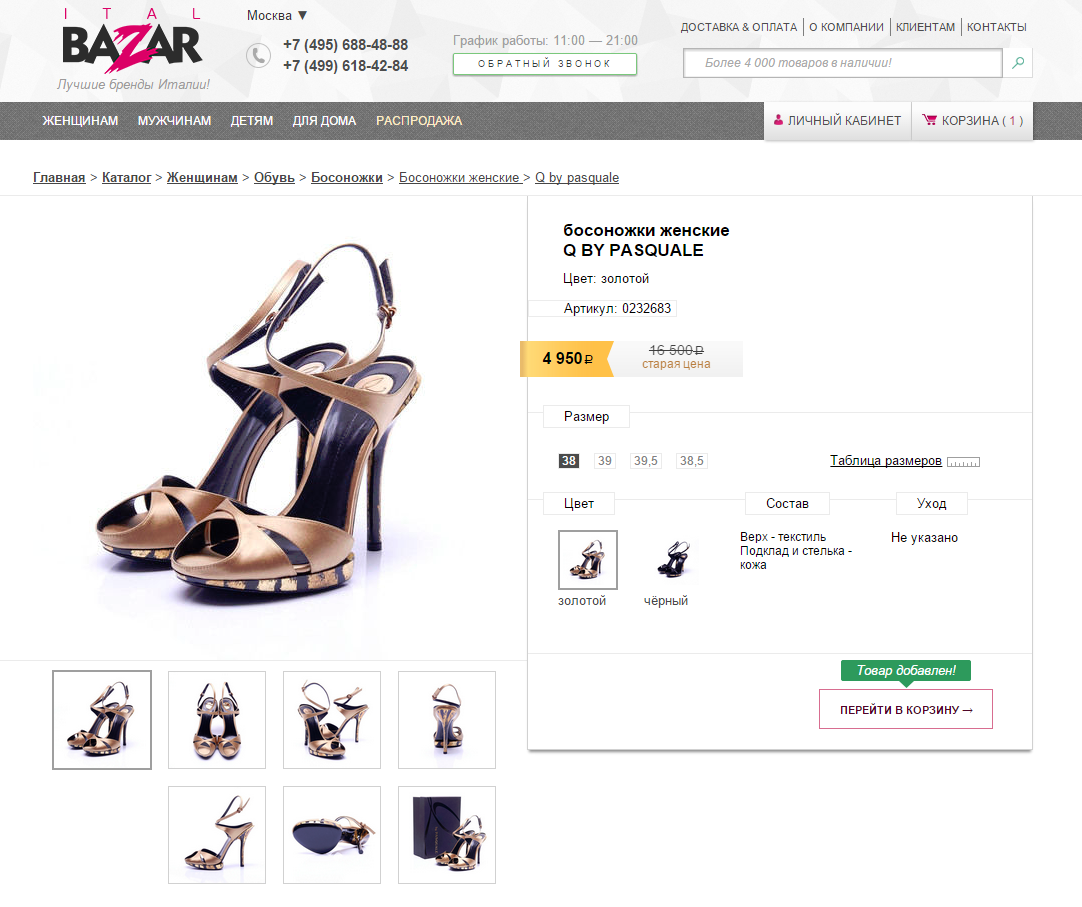 ITAL
BAZAR
Лучшие бренды Италии!
Москва ▼
+7 (495) 688-48-88
+7 (499) 618-42-84
График работы: 11:00 — 21:00
ОБРАТНЫЙ ЗВОНОК
ДОСТАВКА & ОПЛАТА
О КОМПАНИИ
КЛИЕНТАМ
КОНТАКТЫ
Более 4 000 товаров в наличии!
ЖЕНЩИНАМ МУЖЧИНАМ ДЕТЯМ ДЛЯ ДОМА РАСПРОДАЖА
ЛИЧНЫЙ КАБИНЕТ
КОРЗИНА ( 1 )
Главная > Каталог > Женщинам > Обувь > Босоножки > Босоножки женские > Q by pasquale
босоножки женские
Q BY PASQUALE
Цвет: золотой
Артикул: 0232683
4 950 ₽
16 500 ₽
старая цена
Размер
38 39 39,5 38,5
Таблица размеров
Цвет
золотой
чёрный
Состав
Верх - текстиль
Подклад и стелька -
кожа
Уход
Не указано
Товар добавлен!
ПЕРЕЙТИ В КОРЗИНУ →